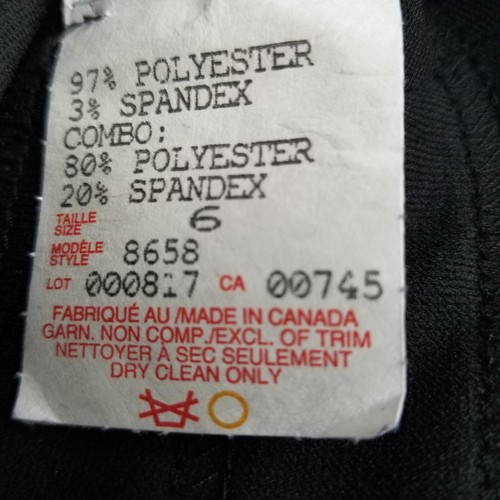 97% POLYESTER
3% SPANDEX
COMBO:
80% POLYESTER
20% SPANDEX
TAILLE
SIZE 6
MODÈLE
STYLE 8658
LOT 000817 CA 00745
FABRIQUÉ AU /MADE IN CANADA
GARN. NON COMP./EXCL. OF TRIM
NETTOYER À SEC SEULEMENT
DRY CLEAN ONLY